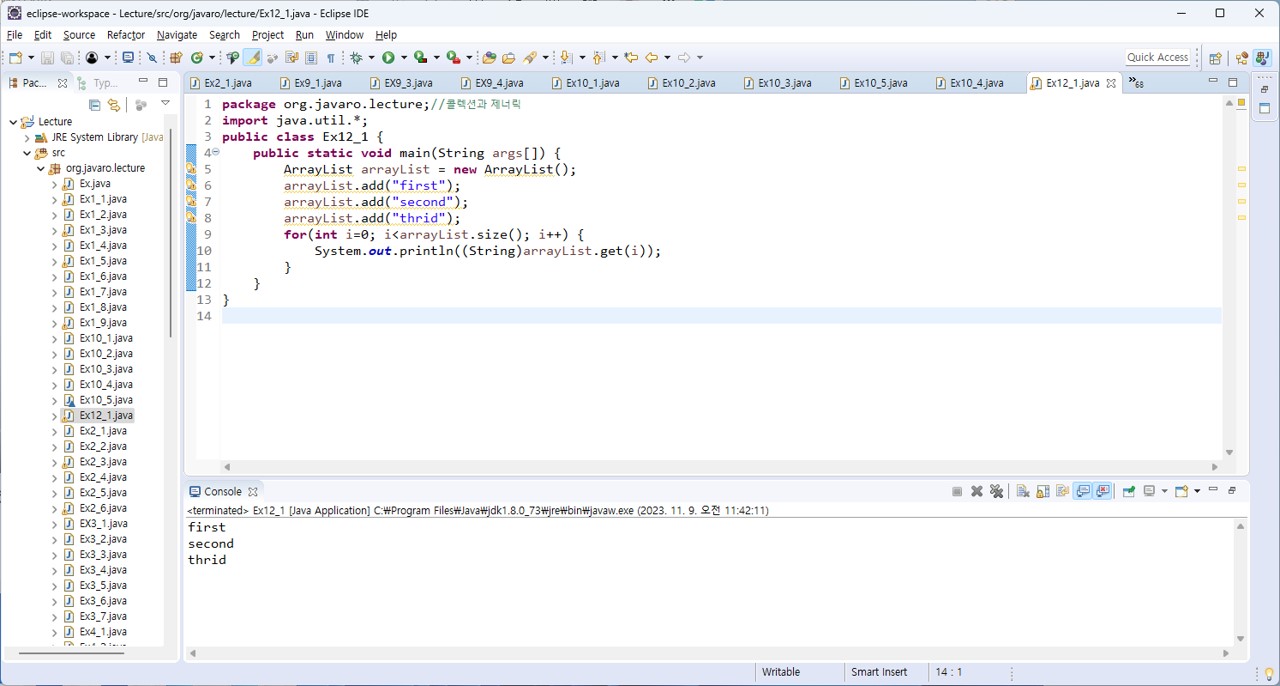 eclipse-workspace - Lecture/src/org/javaro/lecture/Ex12_1.java - Eclipse IDE
File Edit Source Refactor Navigate Search Project Run Window Help
Quick Access
Pac... Typ...
Ex2_1.java Ex9_1.java EX9_3.java EX9_4.java Ex10_1.java Ex10_2.java Ex10_3.java Ex10_5.java Ex10_4.java Ex12_1.java »68
Lecture
JRE System Library [Java
src
org.javaro.lecture
Ex.java
Ex1_1.java
Ex1_2.java
Ex1_3.java
Ex1_4.java
Ex1_5.java
Ex1_6.java
Ex1_7.java
Ex1_8.java
Ex1_9.java
Ex10_1.java
Ex10_2.java
Ex10_3.java
Ex10_4.java
Ex10_5.java
Ex12_1.java
Ex2_1.java
Ex2_2.java
Ex2_3.java
Ex2_4.java
Ex2_5.java
Ex2_6.java
EX3_1.java
Ex3_2.java
Ex3_3.java
Ex3_4.java
Ex3_5.java
Ex3_6.java
Ex3_7.java
Ex4_1.java
1 package org.javaro.lecture;//콜렉션과 제너릭
2 import java.util.*;
3 public class Ex12_1 {
4 public static void main(String args[]) {
5 ArrayList arrayList = new ArrayList();
6 arrayList.add("first");
7 arrayList.add("second");
8 arrayList.add("thrid");
9 for(int i=0; i<arrayList.size(); i++) {
10 System.out.println((String)arrayList.get(i));
11 }
12 }
13 }
14
Console
<terminated> Ex12_1 [Java Application] C:₩Program Files₩Java₩jdk1.8.0_73₩jre₩bin₩javaw.exe (2023. 11. 9. 오전 11:42:11)
first
second
thrid
Writable Smart Insert 14 : 1